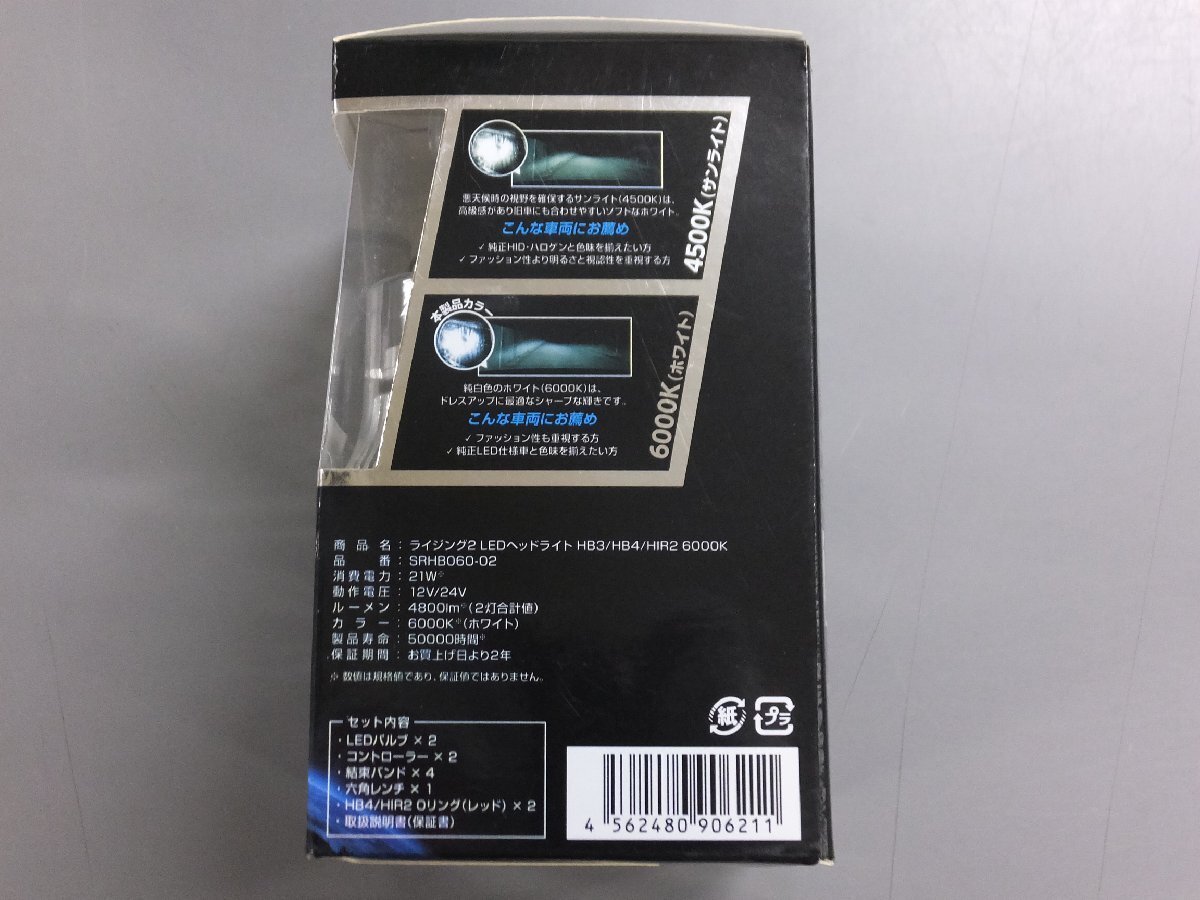 悪天候時の視野を確保するサンライト(4500K)は、
高級感があり旧車にも合わせやすいソフトなホワイト。
こんな車両にお薦め
✓ 純正HID・ハロゲンと色味を揃えたい方
✓ ファッション性より明るさと視認性を重視する方
4500K(サンライト)
本製品カラー
純白色のホワイト(6000K)は、
ドレスアップに最適なシャープな輝きです。
こんな車両にお薦め
✓ ファッション性も重視する方
✓ 純正LED仕様車と色味を揃えたい方
6000K(ホワイト)
商品名：ライジング2 LEDヘッドライト HB3/HB4/HIR2 6000K
品番：SRHB060-02
消費電力：21W※
動作電圧：12V/24V
ルーメン：4800lm※(2灯合計値)
カラー：6000K※(ホワイト)
製品寿命：50000時間※
保証期間：お買上げ日より2年
※ 数値は規格値であり、保証値ではありません。
セット内容
・LEDバルブ × 2
・コントローラー × 2
・結束バンド × 4
・六角レンチ × 1
・HB4/HIR2 Oリング(レッド) × 2
・取扱説明書(保証書)
紙
プラ
4 562480 906211